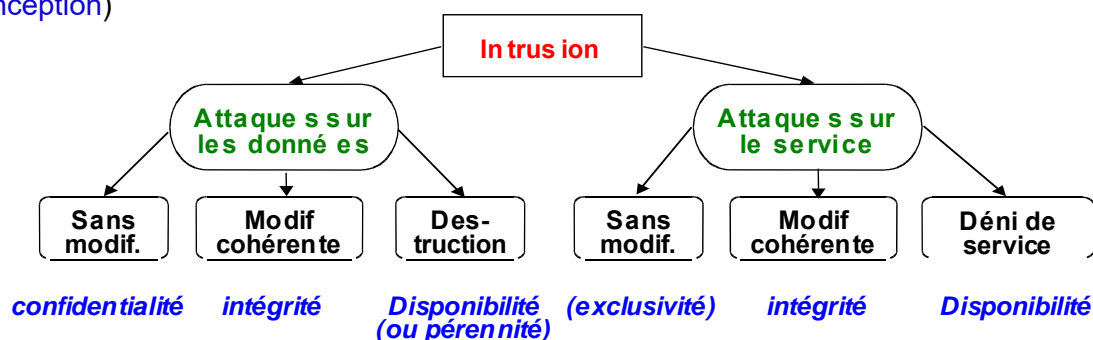 nception)
Intrusion
Attaques sur
les données
Attaques sur
le service
Sans
modif.
Modif
cohérente
Des-
truction
Sans
modif.
Modif
cohérente
Déni de
service
confidentialité
intégrité
Disponibilité
(ou pérennité)
(exclusivité)
intégrité
Disponibilité